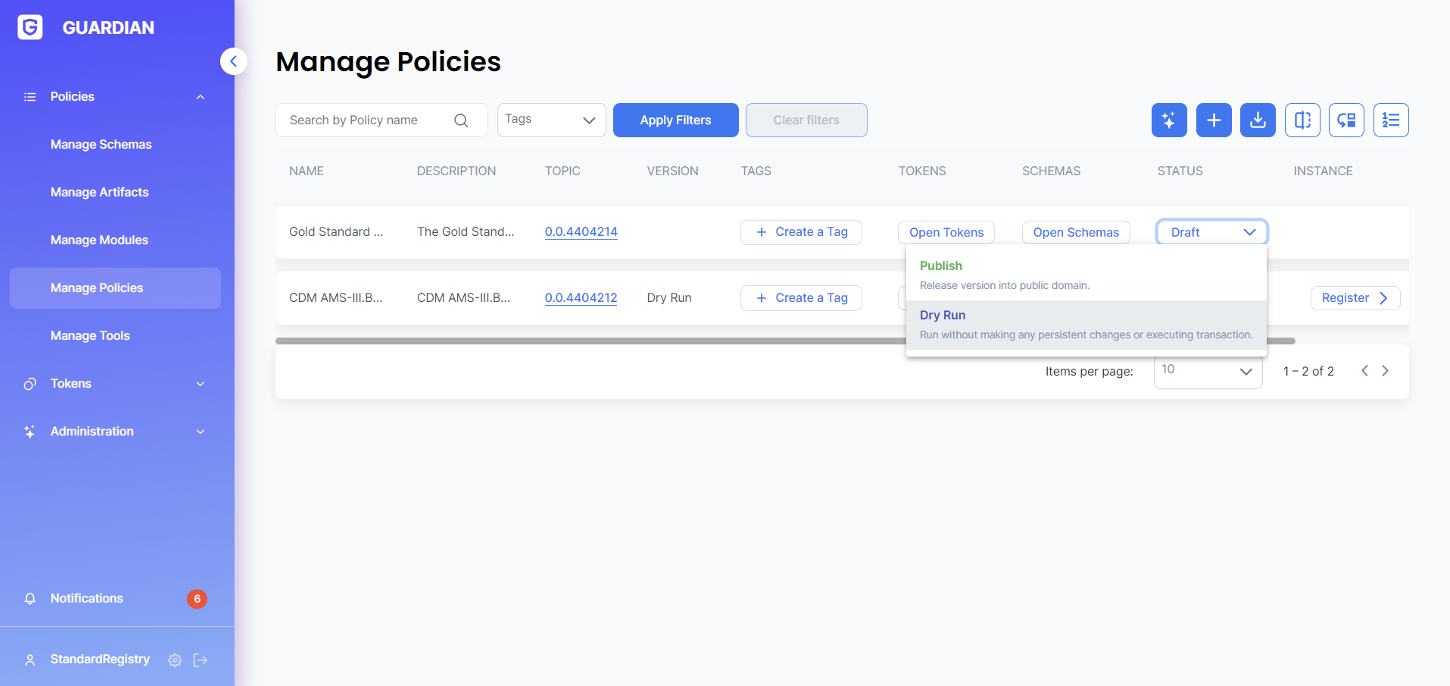 GUARDIAN
Policies
Manage Schemas
Manage Artifacts
Manage Modules
Manage Policies
Manage Tools
Tokens
Administration
Notifications 6
StandardRegistry
Manage Policies
Search by Policy name Tags Apply Filters Clear filters
NAME DESCRIPTION TOPIC VERSION TAGS TOKENS SCHEMAS STATUS INSTANCE
Gold Standard ... The Gold Stand... 0.0.4404214 + Create a Tag Open Tokens Open Schemas Draft
Publish
Release version into public domain.
CDM AMS-III.B... CDM AMS-III.B... 0.0.4404212 Dry Run + Create a Tag Register
Dry Run
Run without making any persistent changes or executing transaction.
Items per page: 10 1 – 2 of 2